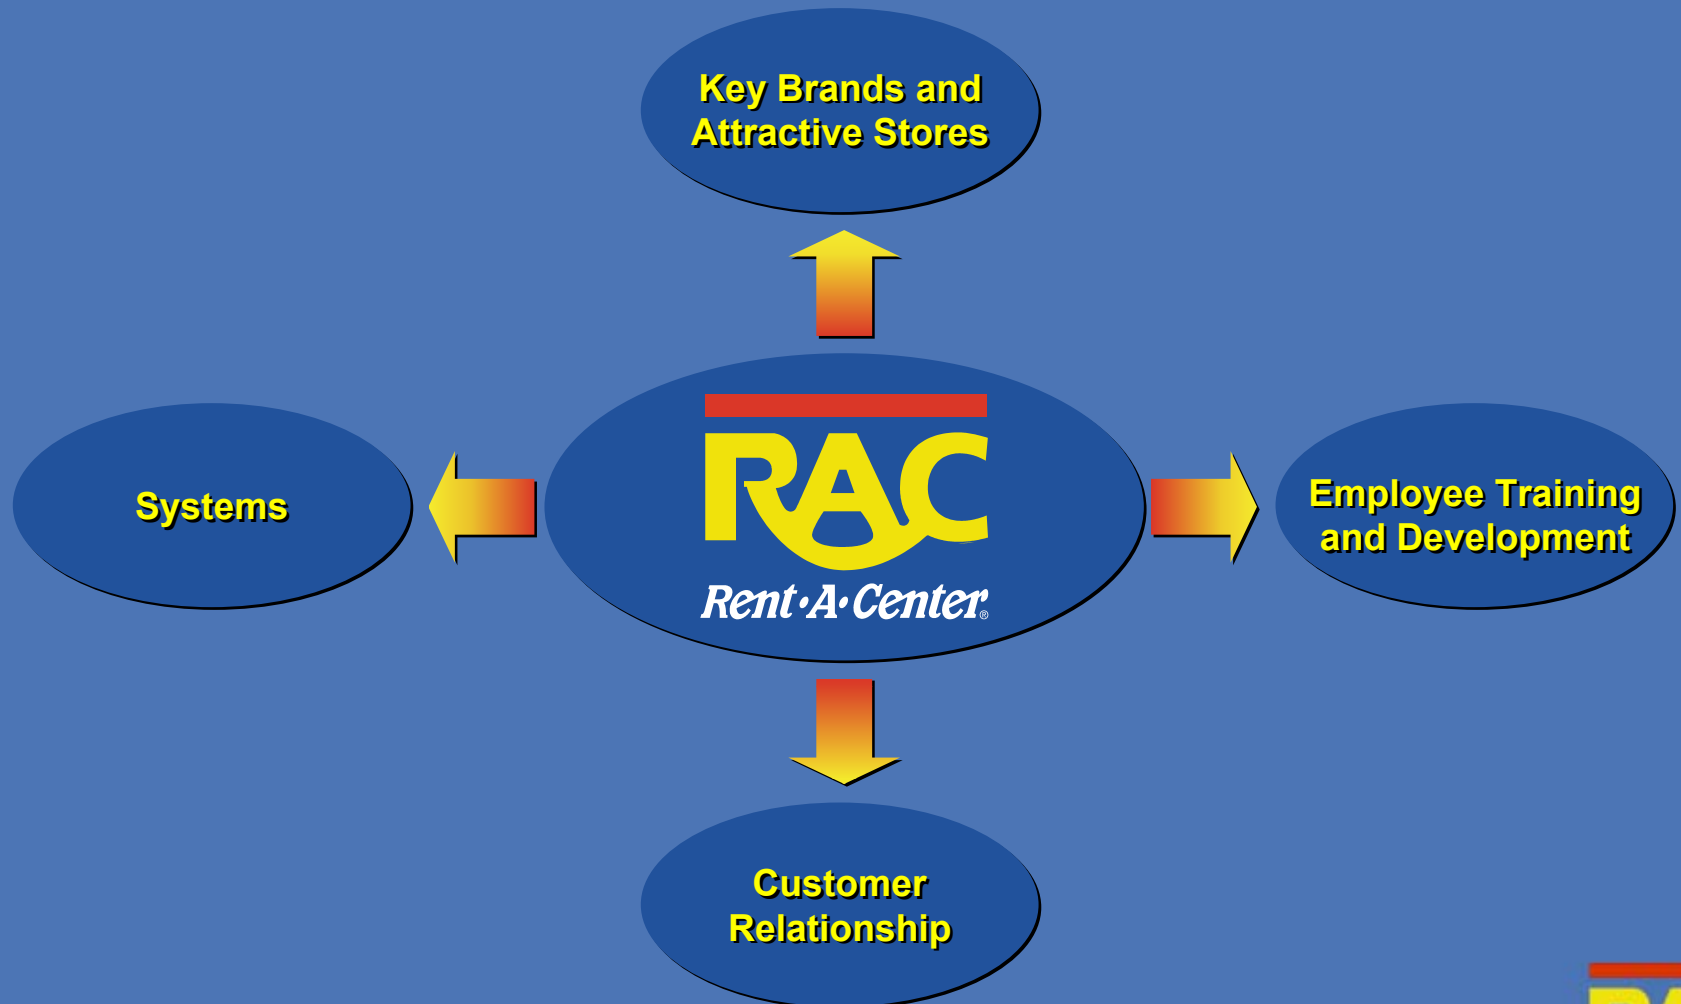 Key Brands and
Attractive Stores
Systems
RAC
Rent•A•Center®
Employee Training
and Development
Customer
Relationship